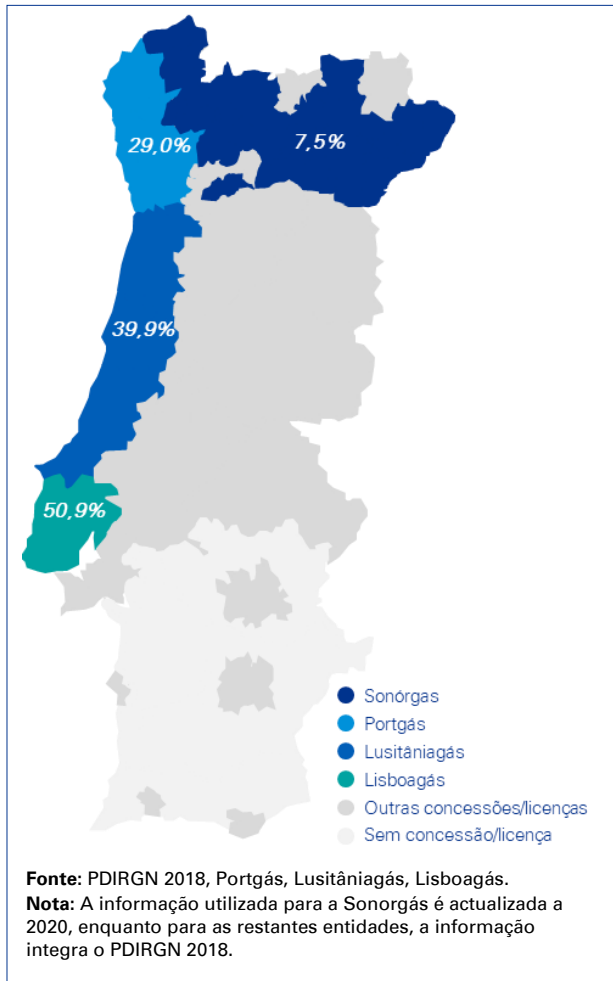 29,0%
7,5%
39,9%
50,9%
Sonórgas
Portgás
Lusitâniagás
Lisboagás
Outras concessões/licenças
Sem concessão/licença
Fonte: PDIRGN 2018, Portgás, Lusitâniagás, Lisboagás.
Nota: A informação utilizada para a Sonorgás é actualizada a
2020, enquanto para as restantes entidades, a informação
integra o PDIRGN 2018.